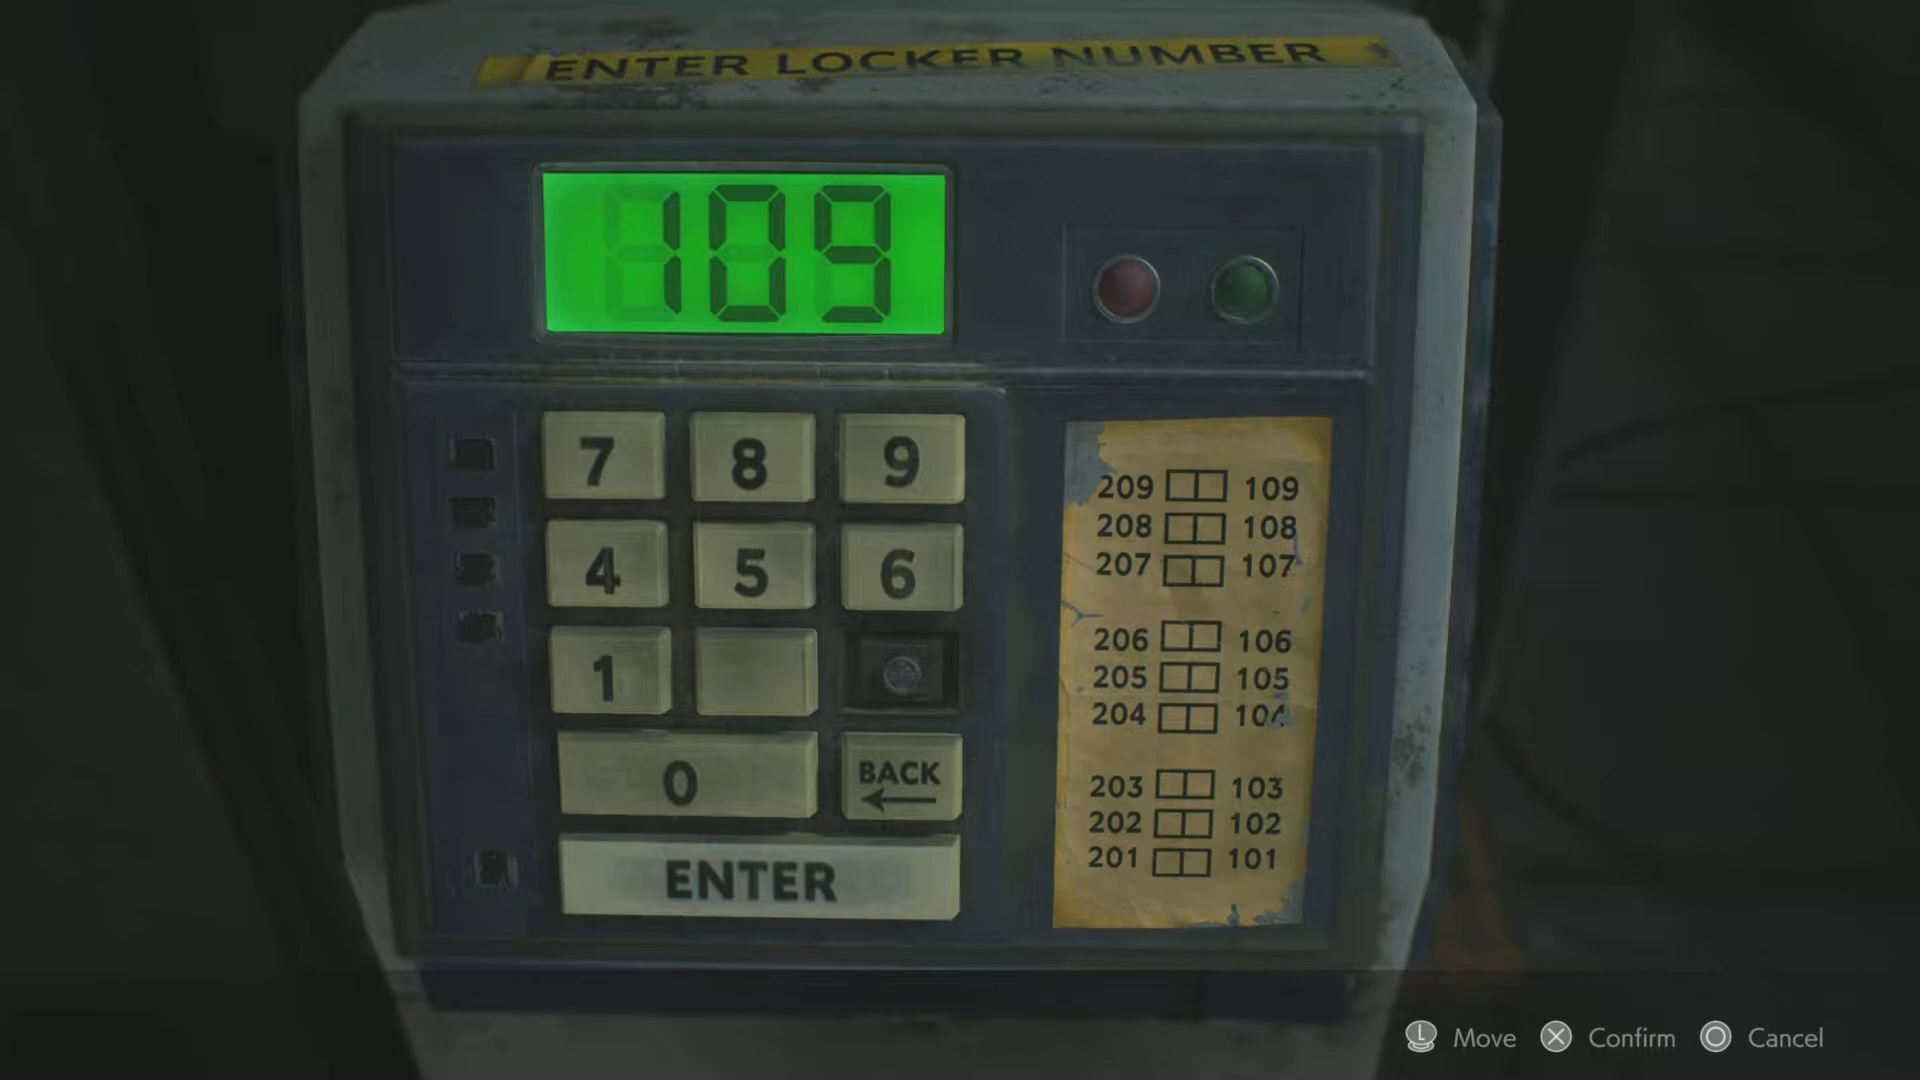 ENTER LOCKER NUMBER
109
7 8 9
4 5 6
1
0 BACK
ENTER
209 109
208 108
207 107
206 106
205 105
204 104
203 103
202 102
201 101
L Move Confirm Cancel